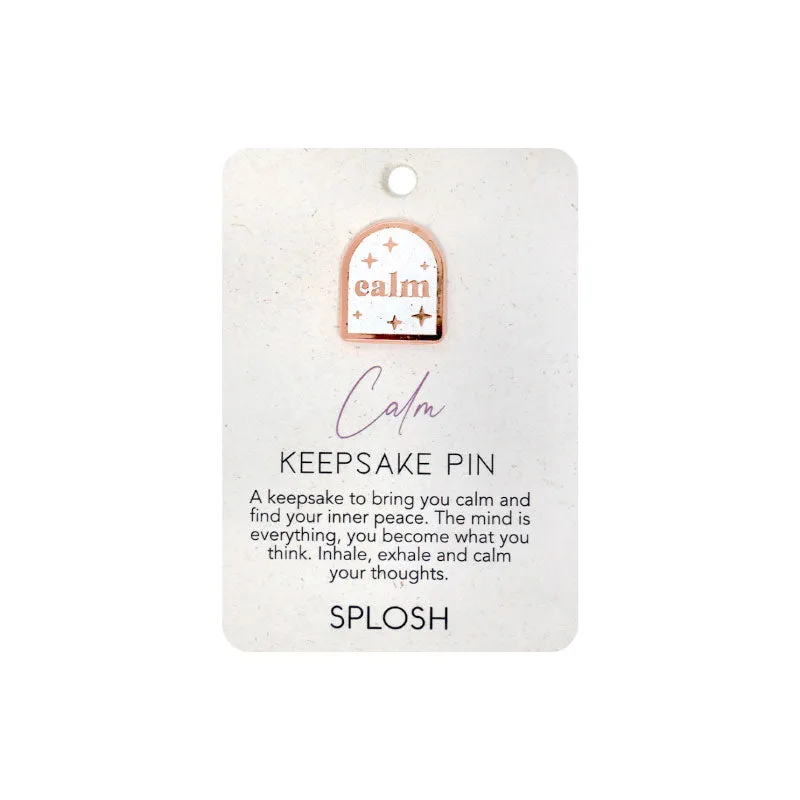 calm
Calm
KEEPSAKE PIN
A keepsake to bring you calm and
find your inner peace. The mind is
everything, you become what you
think. Inhale, exhale and calm
your thoughts.
SPLOSH